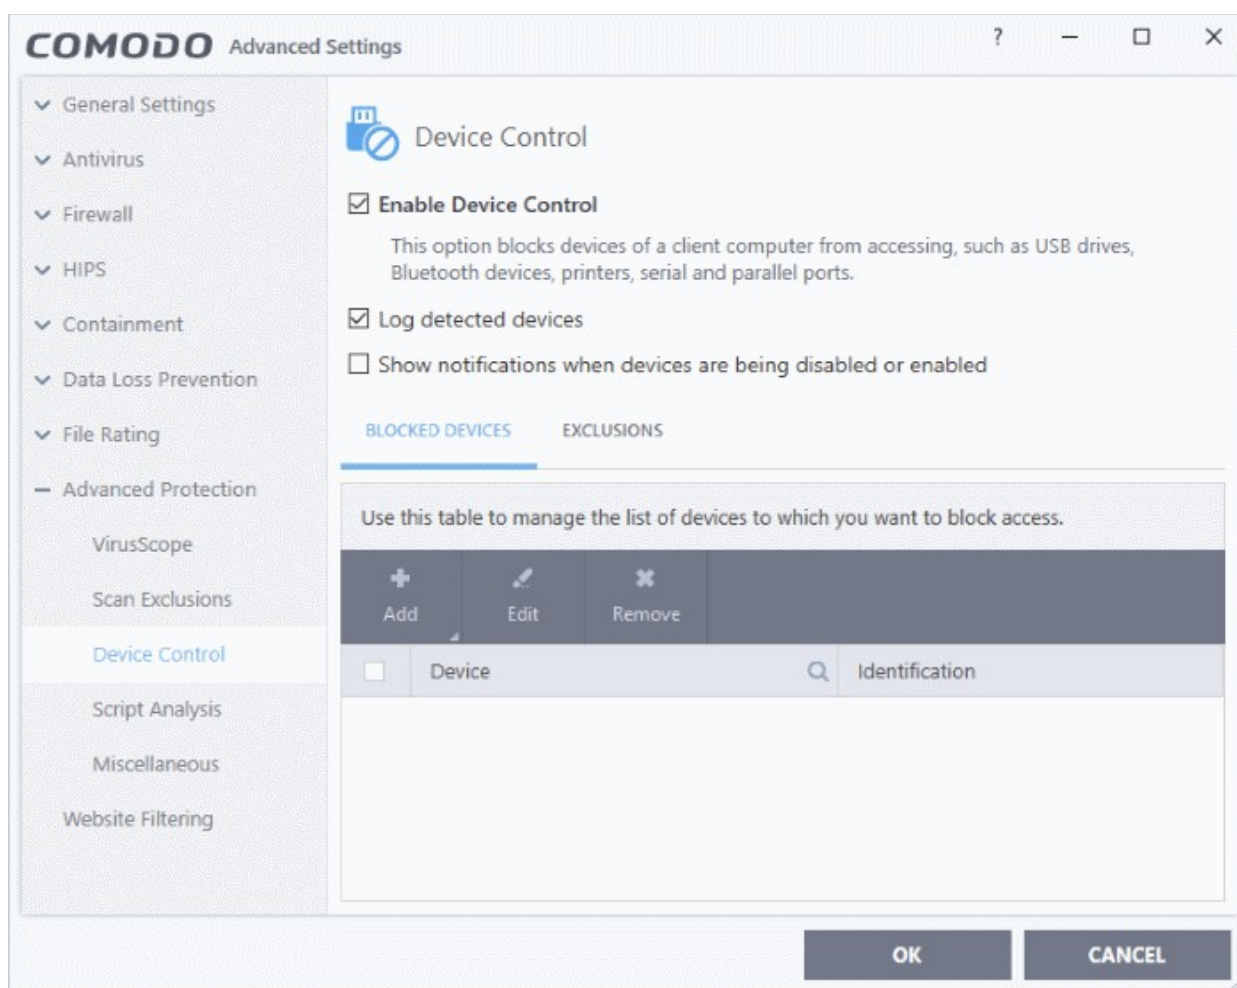 COMODO Advanced Settings
?
General Settings
Antivirus
Firewall
HIPS
Containment
Data Loss Prevention
File Rating
Advanced Protection
VirusScope
Scan Exclusions
Device Control
Script Analysis
Miscellaneous
Website Filtering
Device Control
Enable Device Control
This option blocks devices of a client computer from accessing, such as USB drives,
Bluetooth devices, printers, serial and parallel ports.
Log detected devices
Show notifications when devices are being disabled or enabled
BLOCKED DEVICES EXCLUSIONS
Use this table to manage the list of devices to which you want to block access.
Add Edit Remove
Device Identification
OK CANCEL